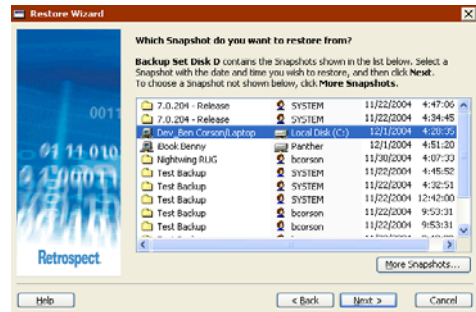 Restore Wizard
Which Snapshot do you want to restore from?
Backup Set Disk D contains the Snapshots shown in the list below. Select a
Snapshot with the date and time you wish to restore, and then click Next.
To choose a Snapshot not shown below, click More Snapshots.
7.0.204 - Release SYSTEM 11/22/2004 4:47:06
7.0.204 - Release SYSTEM 11/22/2004 4:34:45
Dev_Ben Corson/Laptop Local Disk (C:) 12/1/2004 4:28:35
iBook Benny Panther 12/1/2004 4:51:20
Nightwing RUG bcorson 11/30/2004 4:07:33
Test Backup SYSTEM 11/22/2004 4:45:52
Test Backup SYSTEM 11/22/2004 4:32:51
Test Backup SYSTEM 11/22/2004 12:42:00
Test Backup bcorson 11/22/2004 9:53:31
Test Backup bcorson 11/22/2004 9:53:31
More Snapshots...
0011
01 11 010
Retrospect.
Help
< Back
Next >
Cancel